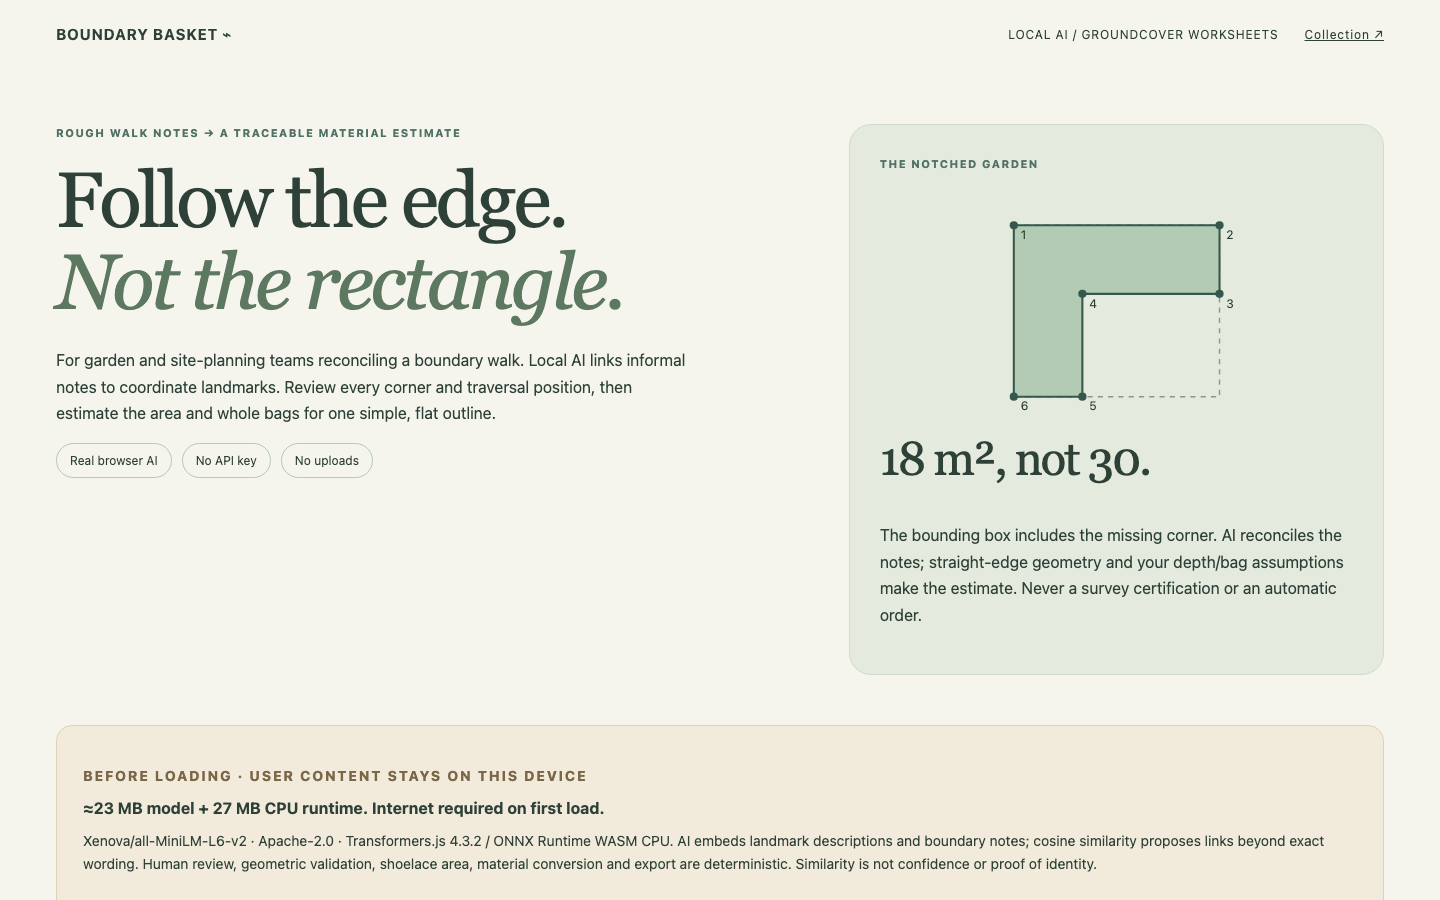 BOUNDARY BASKET ⌁
LOCAL AI / GROUNDCOVER WORKSHEETS
Collection ↗
ROUGH WALK NOTES → A TRACEABLE MATERIAL ESTIMATE
Follow the edge.
Not the rectangle.
For garden and site-planning teams reconciling a boundary walk. Local AI links informal
notes to coordinate landmarks. Review every corner and traversal position, then
estimate the area and whole bags for one simple, flat outline.
Real browser AI
No API key
No uploads
THE NOTCHED GARDEN
1
2
4
3
6
5
18 m², not 30.
The bounding box includes the missing corner. AI reconciles the
notes; straight-edge geometry and your depth/bag assumptions
make the estimate. Never a survey certification or an automatic
order.
BEFORE LOADING · USER CONTENT STAYS ON THIS DEVICE
≈23 MB model + 27 MB CPU runtime. Internet required on first load.
Xenova/all-MiniLM-L6-v2 · Apache-2.0 · Transformers.js 4.3.2 / ONNX Runtime WASM CPU. AI embeds landmark descriptions and boundary notes; cosine similarity proposes links beyond exact
wording. Human review, geometric validation, shoelace area, material conversion and export are deterministic. Similarity is not confidence or proof of identity.